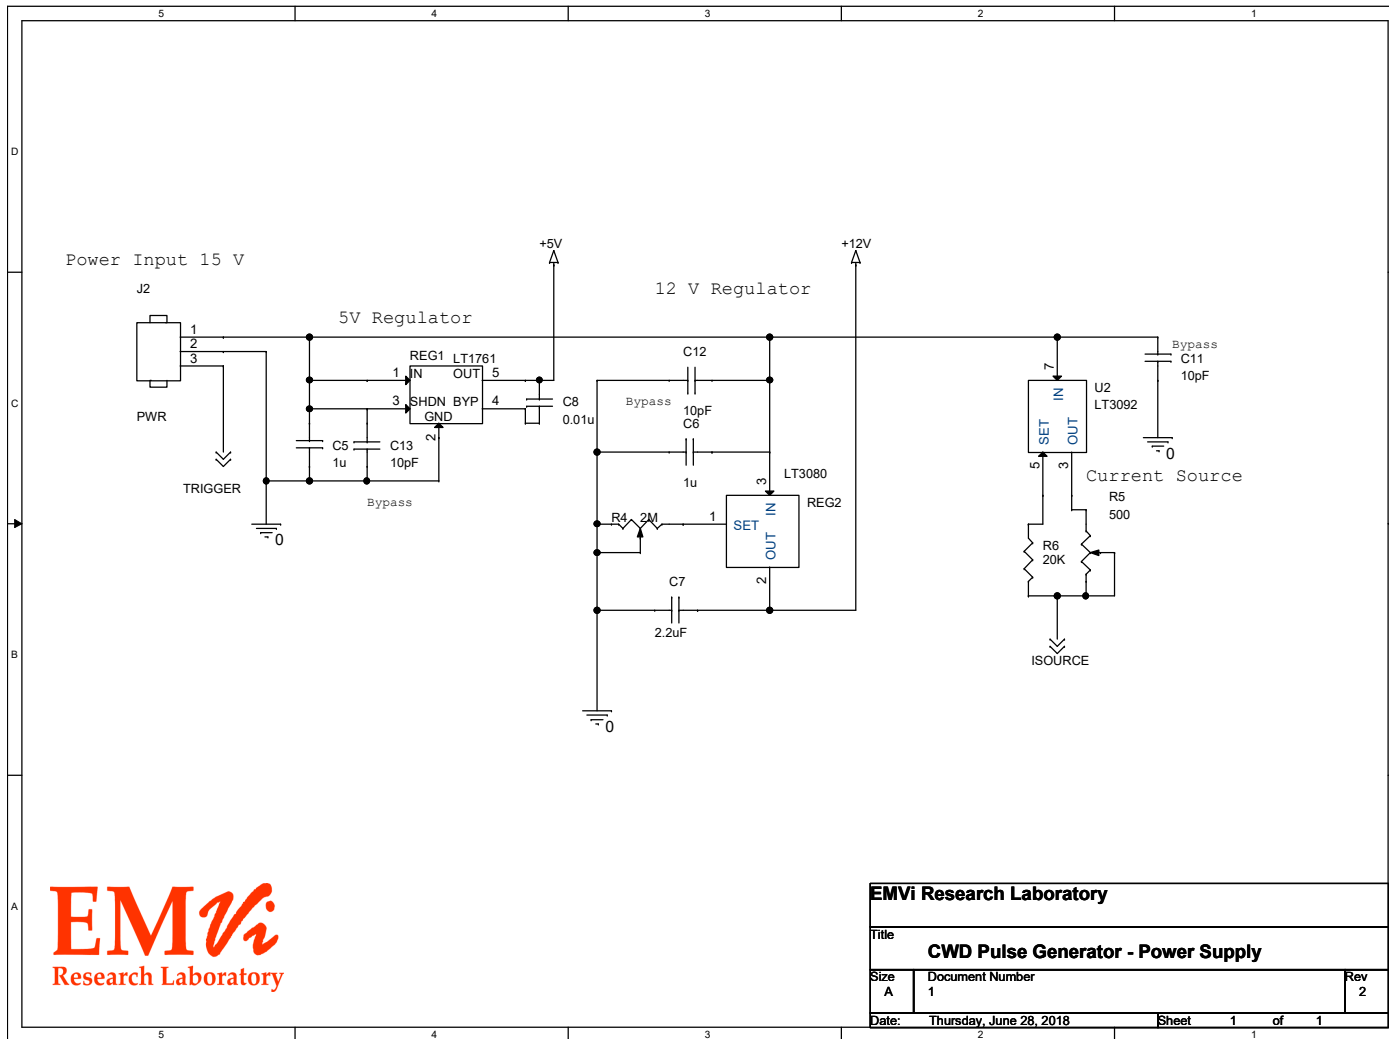 5 4 3 2 1
D
C
B
A
Power Input 15 V
J2
1
2
3
PWR
TRIGGER
0
5V Regulator
REG1 LT1761
1 IN OUT 5
3 SHDN BYP 4
GND
2
C5
1u
C13
10pF
Bypass
C8
0.01u
+5V
12 V Regulator
+12V
C12
Bypass
10pF
C6
1u
LT3080
REG2
3
IN
1 SET
OUT
2
R4 2M
C7
2.2uF
0
7
IN
SET OUT
5 3
U2
LT3092
Bypass
C11
10pF
0
Current Source
R5
500
R6
20K
ISOURCE
EMVi
Research Laboratory
EMVi Research Laboratory
Title
CWD Pulse Generator - Power Supply
Size Document Number Rev
A 1 2
Date: Thursday, June 28, 2018 Sheet 1 of 1
5 4 3 2 1